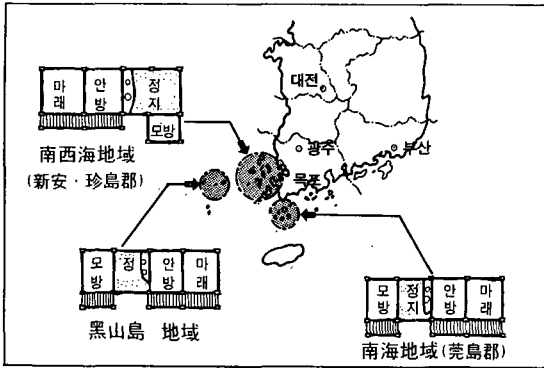 대전
마래 안방 정지
모방
광주
부산
南西海地域
(新安·珍島郡)
목포
모방 정 안방 마래
黑山島 地域
모방 정지 안방 마래
南海地域(莞島郡)